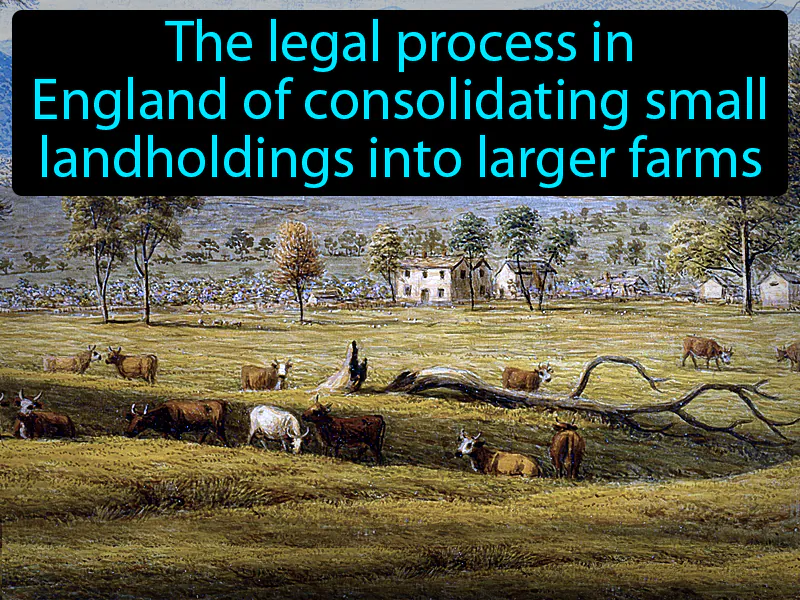 The legal process in
England of consolidating small
landholdings into larger farms